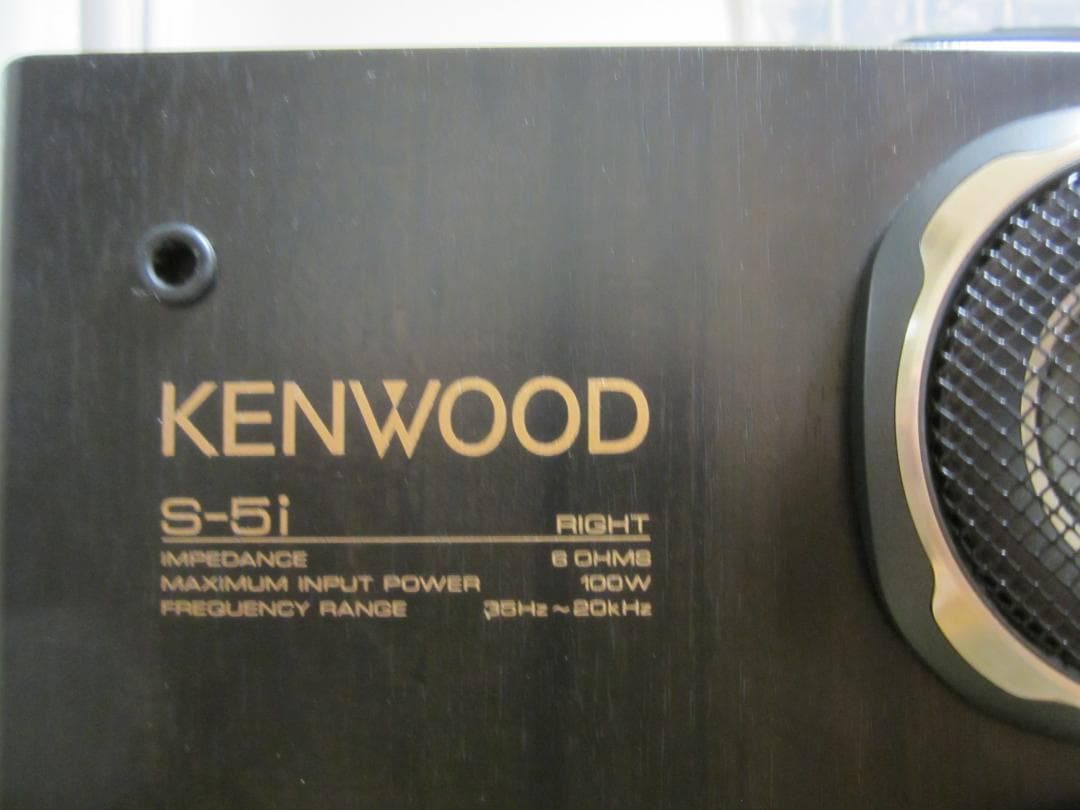 KENWOOD
S-5i RIGHT
IMPEDANCE 6 OHMS
MAXIMUM INPUT POWER 100W
FREQUENCY RANGE 35Hz~20kHz